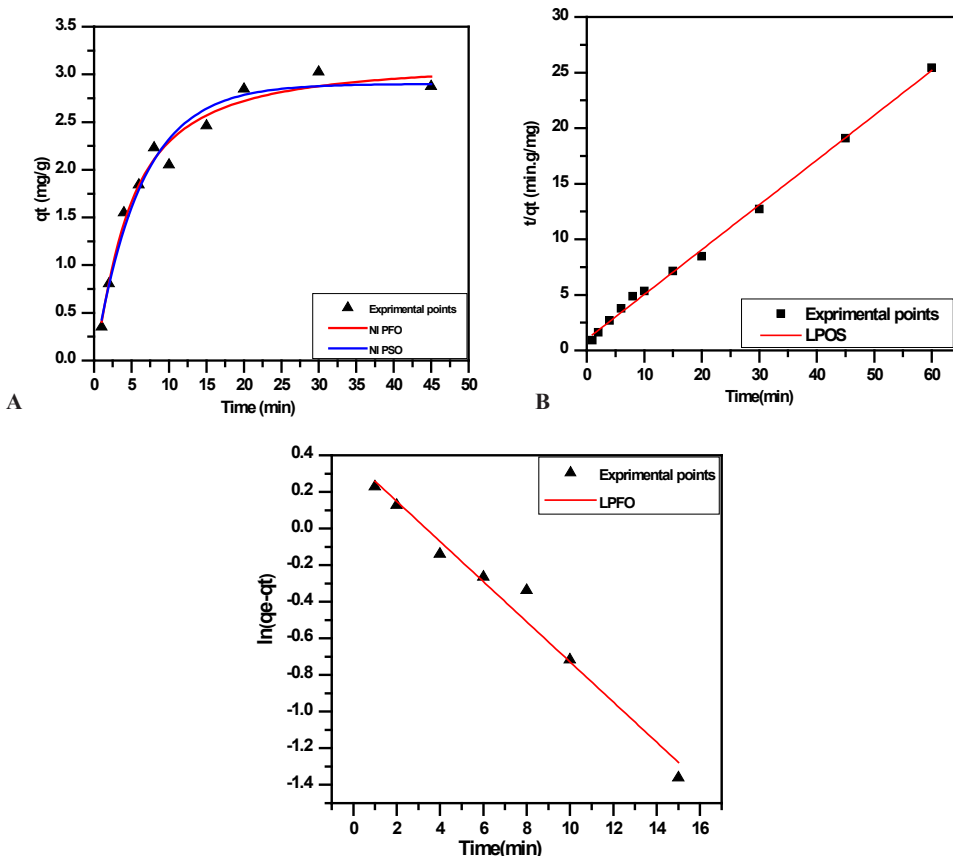 3.5
3.0
2.5
2.0
1.5
1.0
0.5
0.0
qt (mg/g)
Exprimental points
NI PFO
NI PSO
0 5 10 15 20 25 30 35 40 45 50
Time (min)
A
30
25
20
15
10
5
0
t/qt (min.g/mg)
Exprimental points
LPOS
0 10 20 30 40 50 60
Time(min)
B
0.4
0.2
0.0
-0.2
-0.4
-0.6
-0.8
-1.0
-1.2
-1.4
ln(qe-qt)
Exprimental points
LPFO
0 2 4 6 8 10 12 14 16
Time(min)